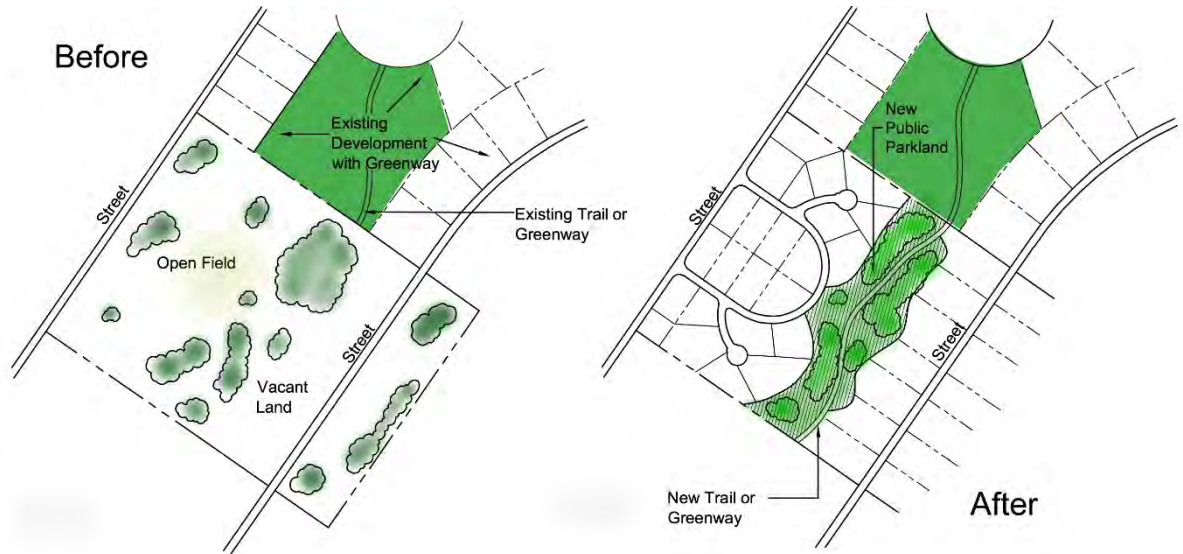 Before
Existing
Development
with Greenway
Street
Existing Trail or
Greenway
Open Field
Street
Vacant
Land
New
Public
Parkland
Street
Street
New Trail or
Greenway
After